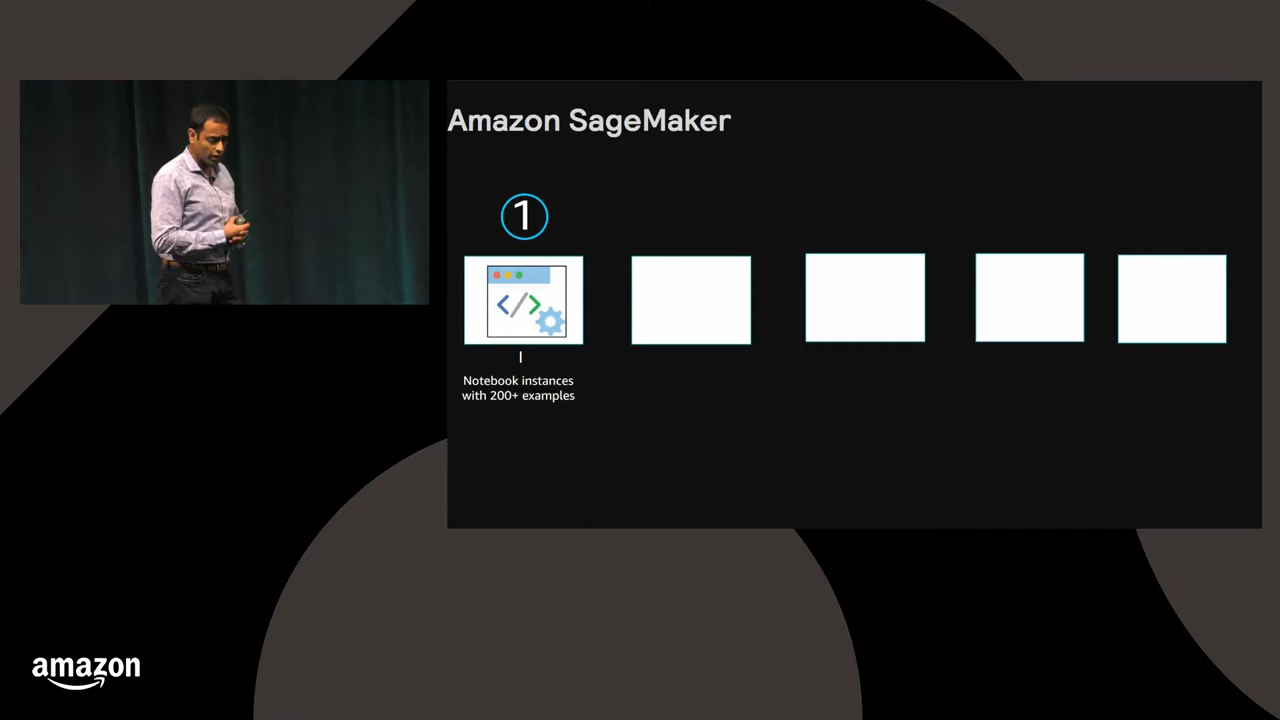 Amazon SageMaker
1
</>
Notebook instances
with 200+ examples
amazon